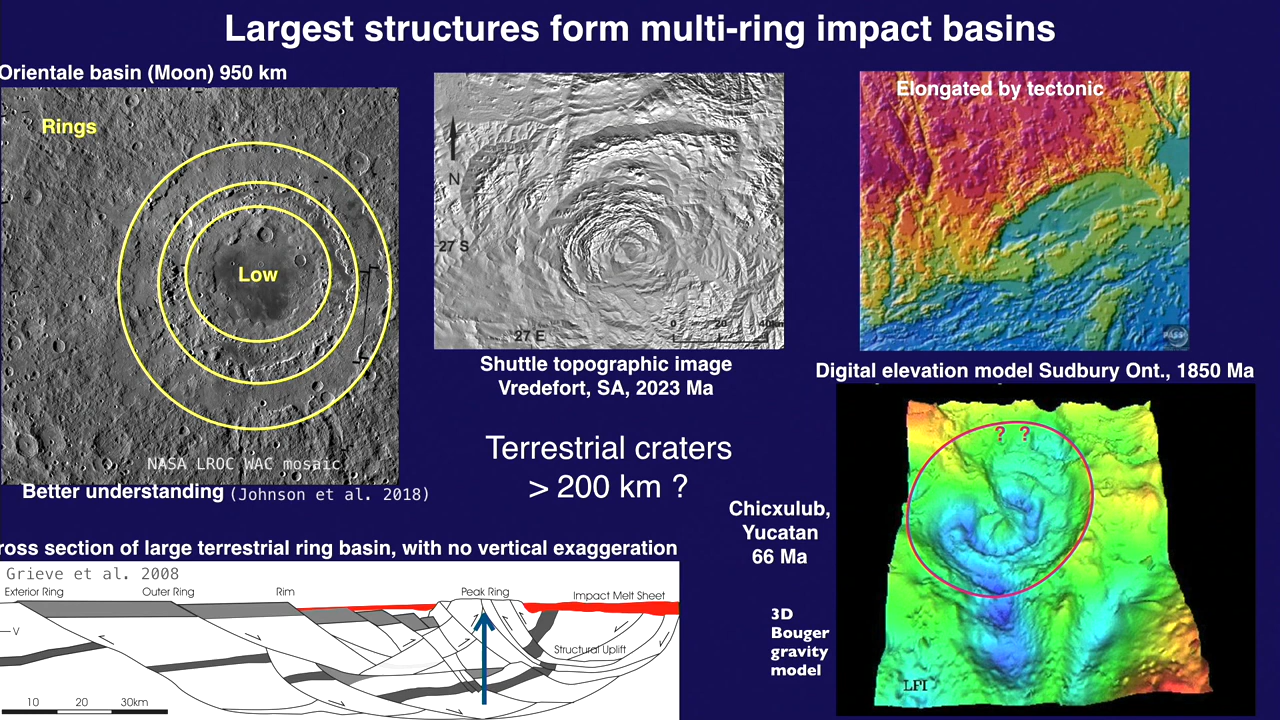 Largest structures form multi-ring impact basins
Orientale basin (Moon) 950 km
Rings
Low
NASA LROC WAC mosaic
Better understanding (Johnson et al. 2018)
N
27 S
27 E
0 20 40km
Shuttle topographic image
Vredefort, SA, 2023 Ma
Elongated by tectonic
Digital elevation model Sudbury Ont., 1850 Ma
Terrestrial craters
> 200 km ?
Chicxulub,
Yucatan
66 Ma
3D
Bouger
gravity
model
? ?
LPI
ross section of large terrestrial ring basin, with no vertical exaggeration
Grieve et al. 2008
Exterior Ring Outer Ring Rim Peak Ring Impact Melt Sheet
V
Structural Uplift
10 20 30km